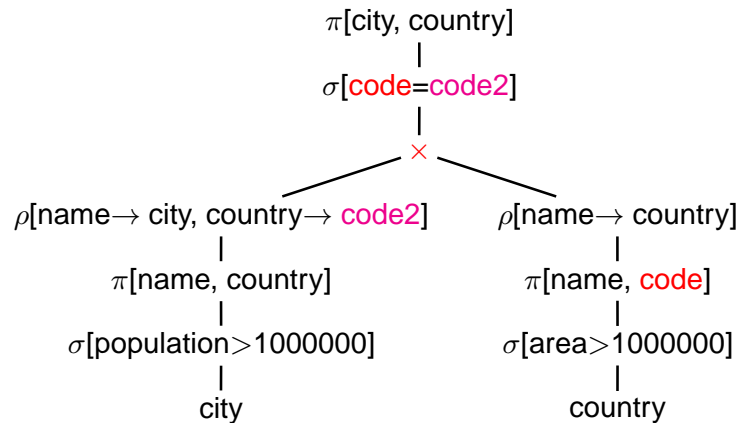 π[city, country]
σ[code=code2]
×
ρ[name→ city, country→ code2]
ρ[name→ country]
π[name, country]
π[name, code]
σ[population>1000000]
σ[area>1000000]
city
country